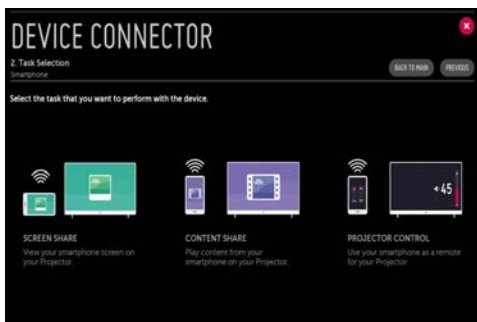 DEVICE CONNECTOR
2. Task Selection
Smartphone
BACK TO MAIN PREVIOUS
Select the task that you want to perform with the device.
45
SCREEN SHARE
View your smartphone screen on
your Projector.
CONTENT SHARE
Play content from your
smartphone on your Projector.
PROJECTOR CONTROL
Use your smartphone as a remote
for your Projector.